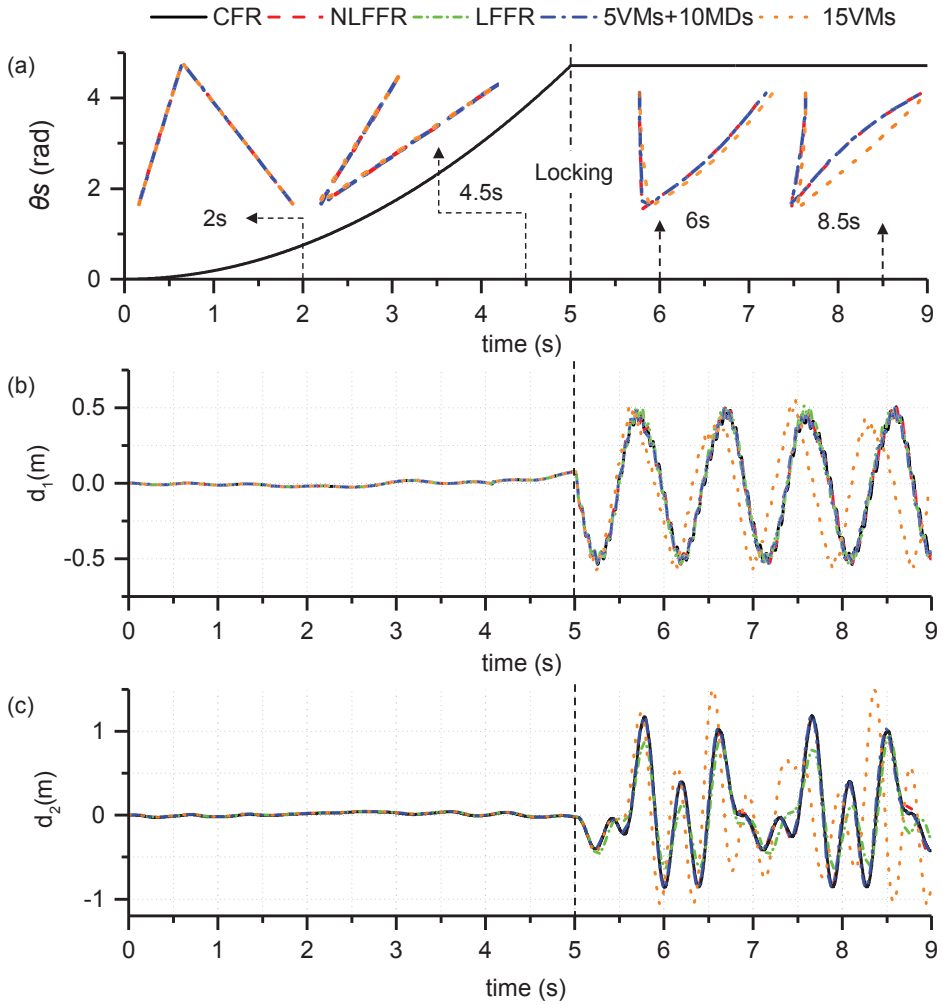 CFR NLFFR LFFR 5VMs+10MDs 15VMs
(a)
θs (rad)
4
2
0
2s
4.5s
Locking
6s
8.5s
0 1 2 3 4 5 6 7 8 9
time (s)
(b)
d1(m)
0.5
0.0
-0.5
0 1 2 3 4 5 6 7 8 9
time (s)
(c)
d2(m)
1
0
-1
0 1 2 3 4 5 6 7 8 9
time (s)